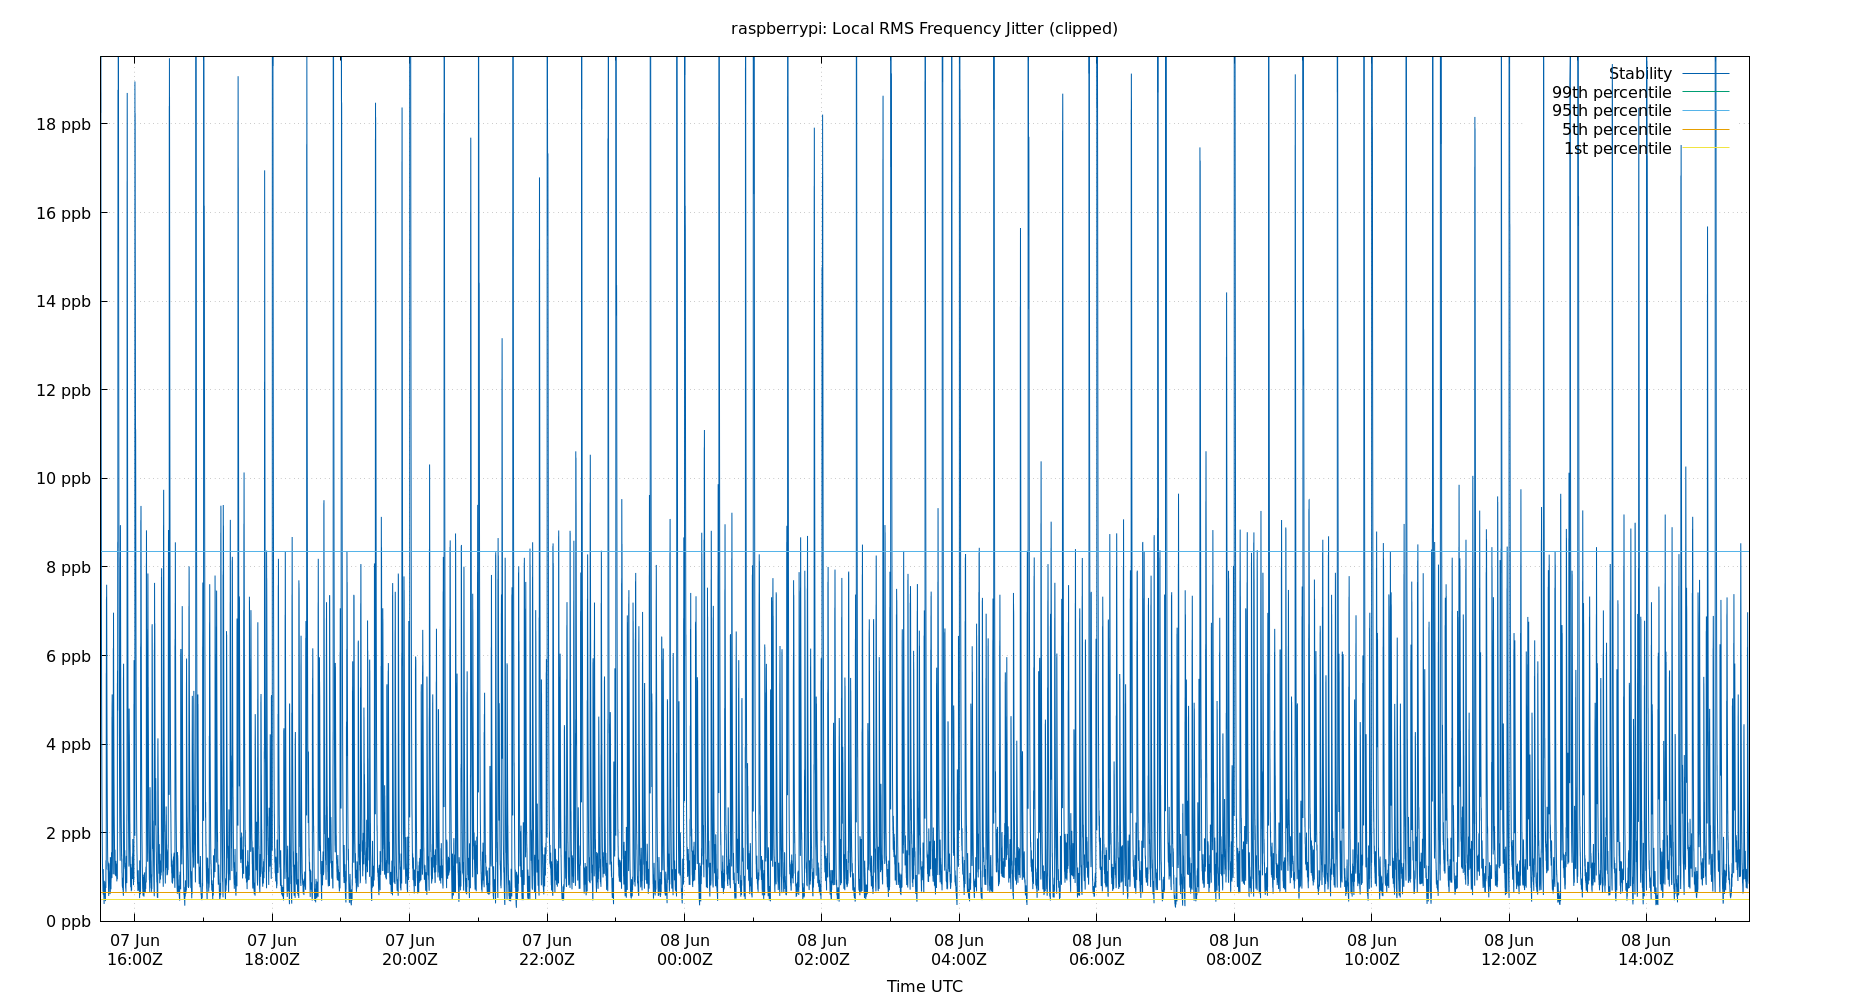 raspberrypi: Local RMS Frequency Jitter (clipped)
Stability
99th percentile
95th percentile
5th percentile
1st percentile
18 ppb
16 ppb
14 ppb
12 ppb
10 ppb
8 ppb
6 ppb
4 ppb
2 ppb
0 ppb
07 Jun 07 Jun 07 Jun 07 Jun 08 Jun 08 Jun 08 Jun 08 Jun 08 Jun 08 Jun 08 Jun 08 Jun
16:00Z 18:00Z 20:00Z 22:00Z 00:00Z 02:00Z 04:00Z 06:00Z 08:00Z 10:00Z 12:00Z 14:00Z
Time UTC